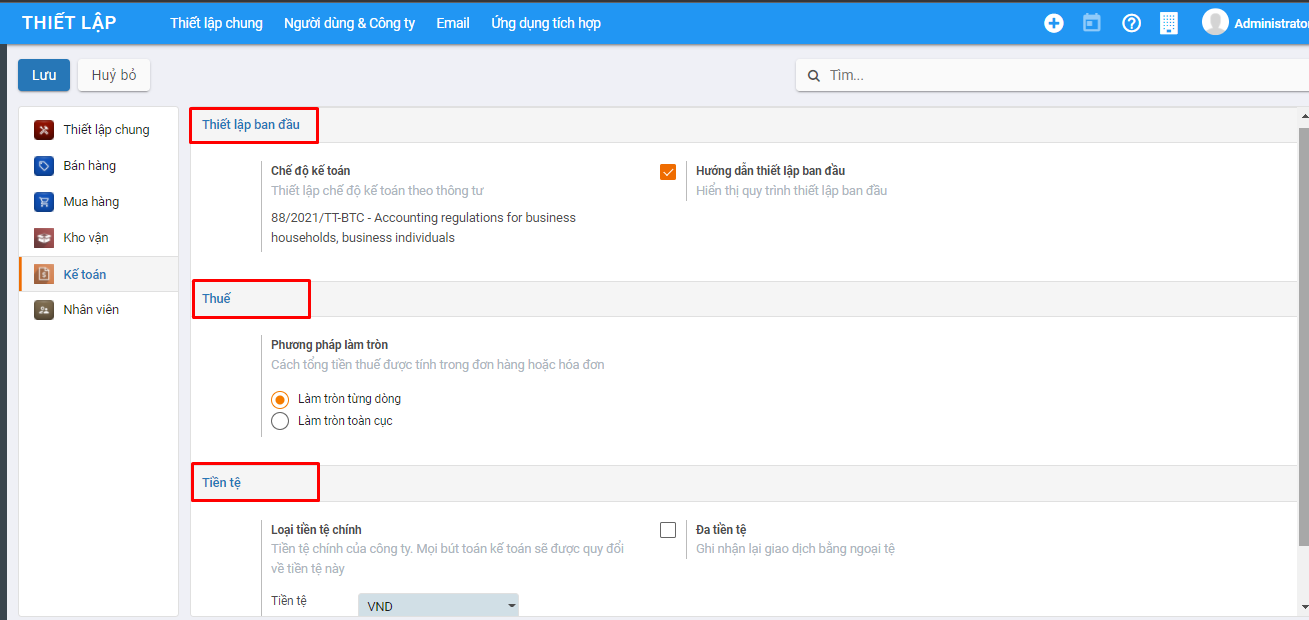 THIẾT LẬP
Thiết lập chung Người dùng & Công ty Email Ứng dụng tích hợp
Administrator
Lưu Huỷ bỏ
Tìm...
Thiết lập chung
Bán hàng
Mua hàng
Kho vận
Kế toán
Nhân viên
Thiết lập ban đầu
Chế độ kế toán
Thiết lập chế độ kế toán theo thông tư
88/2021/TT-BTC - Accounting regulations for business
households, business individuals
Hướng dẫn thiết lập ban đầu
Hiển thị quy trình thiết lập ban đầu
Thuế
Phương pháp làm tròn
Cách tổng tiền thuế được tính trong đơn hàng hoặc hóa đơn
Làm tròn từng dòng
Làm tròn toàn cục
Tiền tệ
Loại tiền tệ chính
Tiền tệ chính của công ty. Mọi bút toán kế toán sẽ được quy đổi
về tiền tệ này
Tiền tệ VND
Đa tiền tệ
Ghi nhận lại giao dịch bằng ngoại tệ